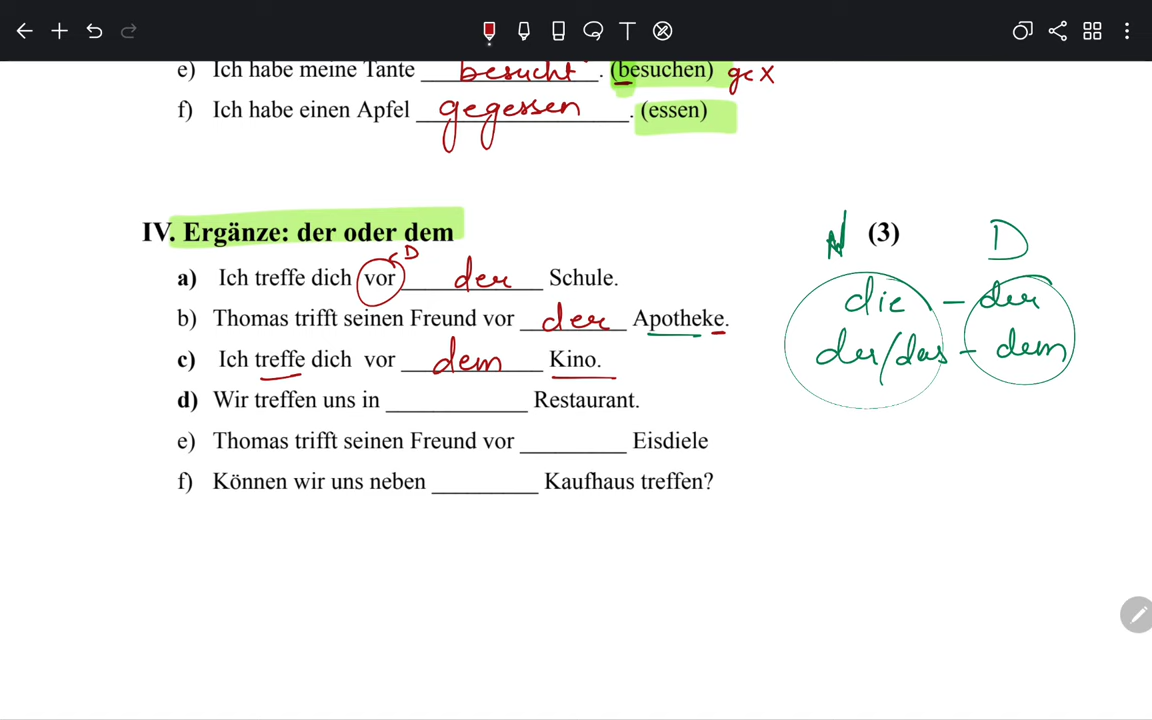 e) Ich habe meine Tante besucht. (besuchen) ge x
f) Ich habe einen Apfel gegessen. (essen)
IV. Ergänze: der oder dem N (3) D
D
a) Ich treffe dich vor der Schule. die - der
b) Thomas trifft seinen Freund vor der Apotheke.
c) Ich treffe dich vor dem Kino. der/das - dem
d) Wir treffen uns in ____________ Restaurant.
e) Thomas trifft seinen Freund vor _________ Eisdiele
f) Können wir uns neben _________ Kaufhaus treffen?